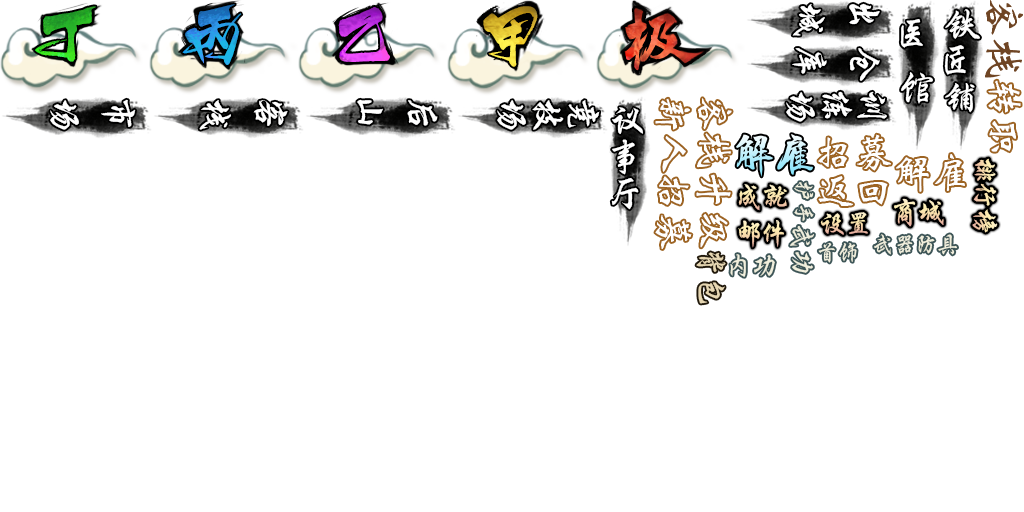 丁
丙
乙
甲
极
出城
仓库
训练场
医馆
铁匠铺
客栈转职
市场
客栈
后山
竞技场
议事厅
新人招募
客栈升级
解雇
招募
返回
解雇
排行榜
成就
护手武功
设置
商城
邮件
背包
内功
首饰
武器防具